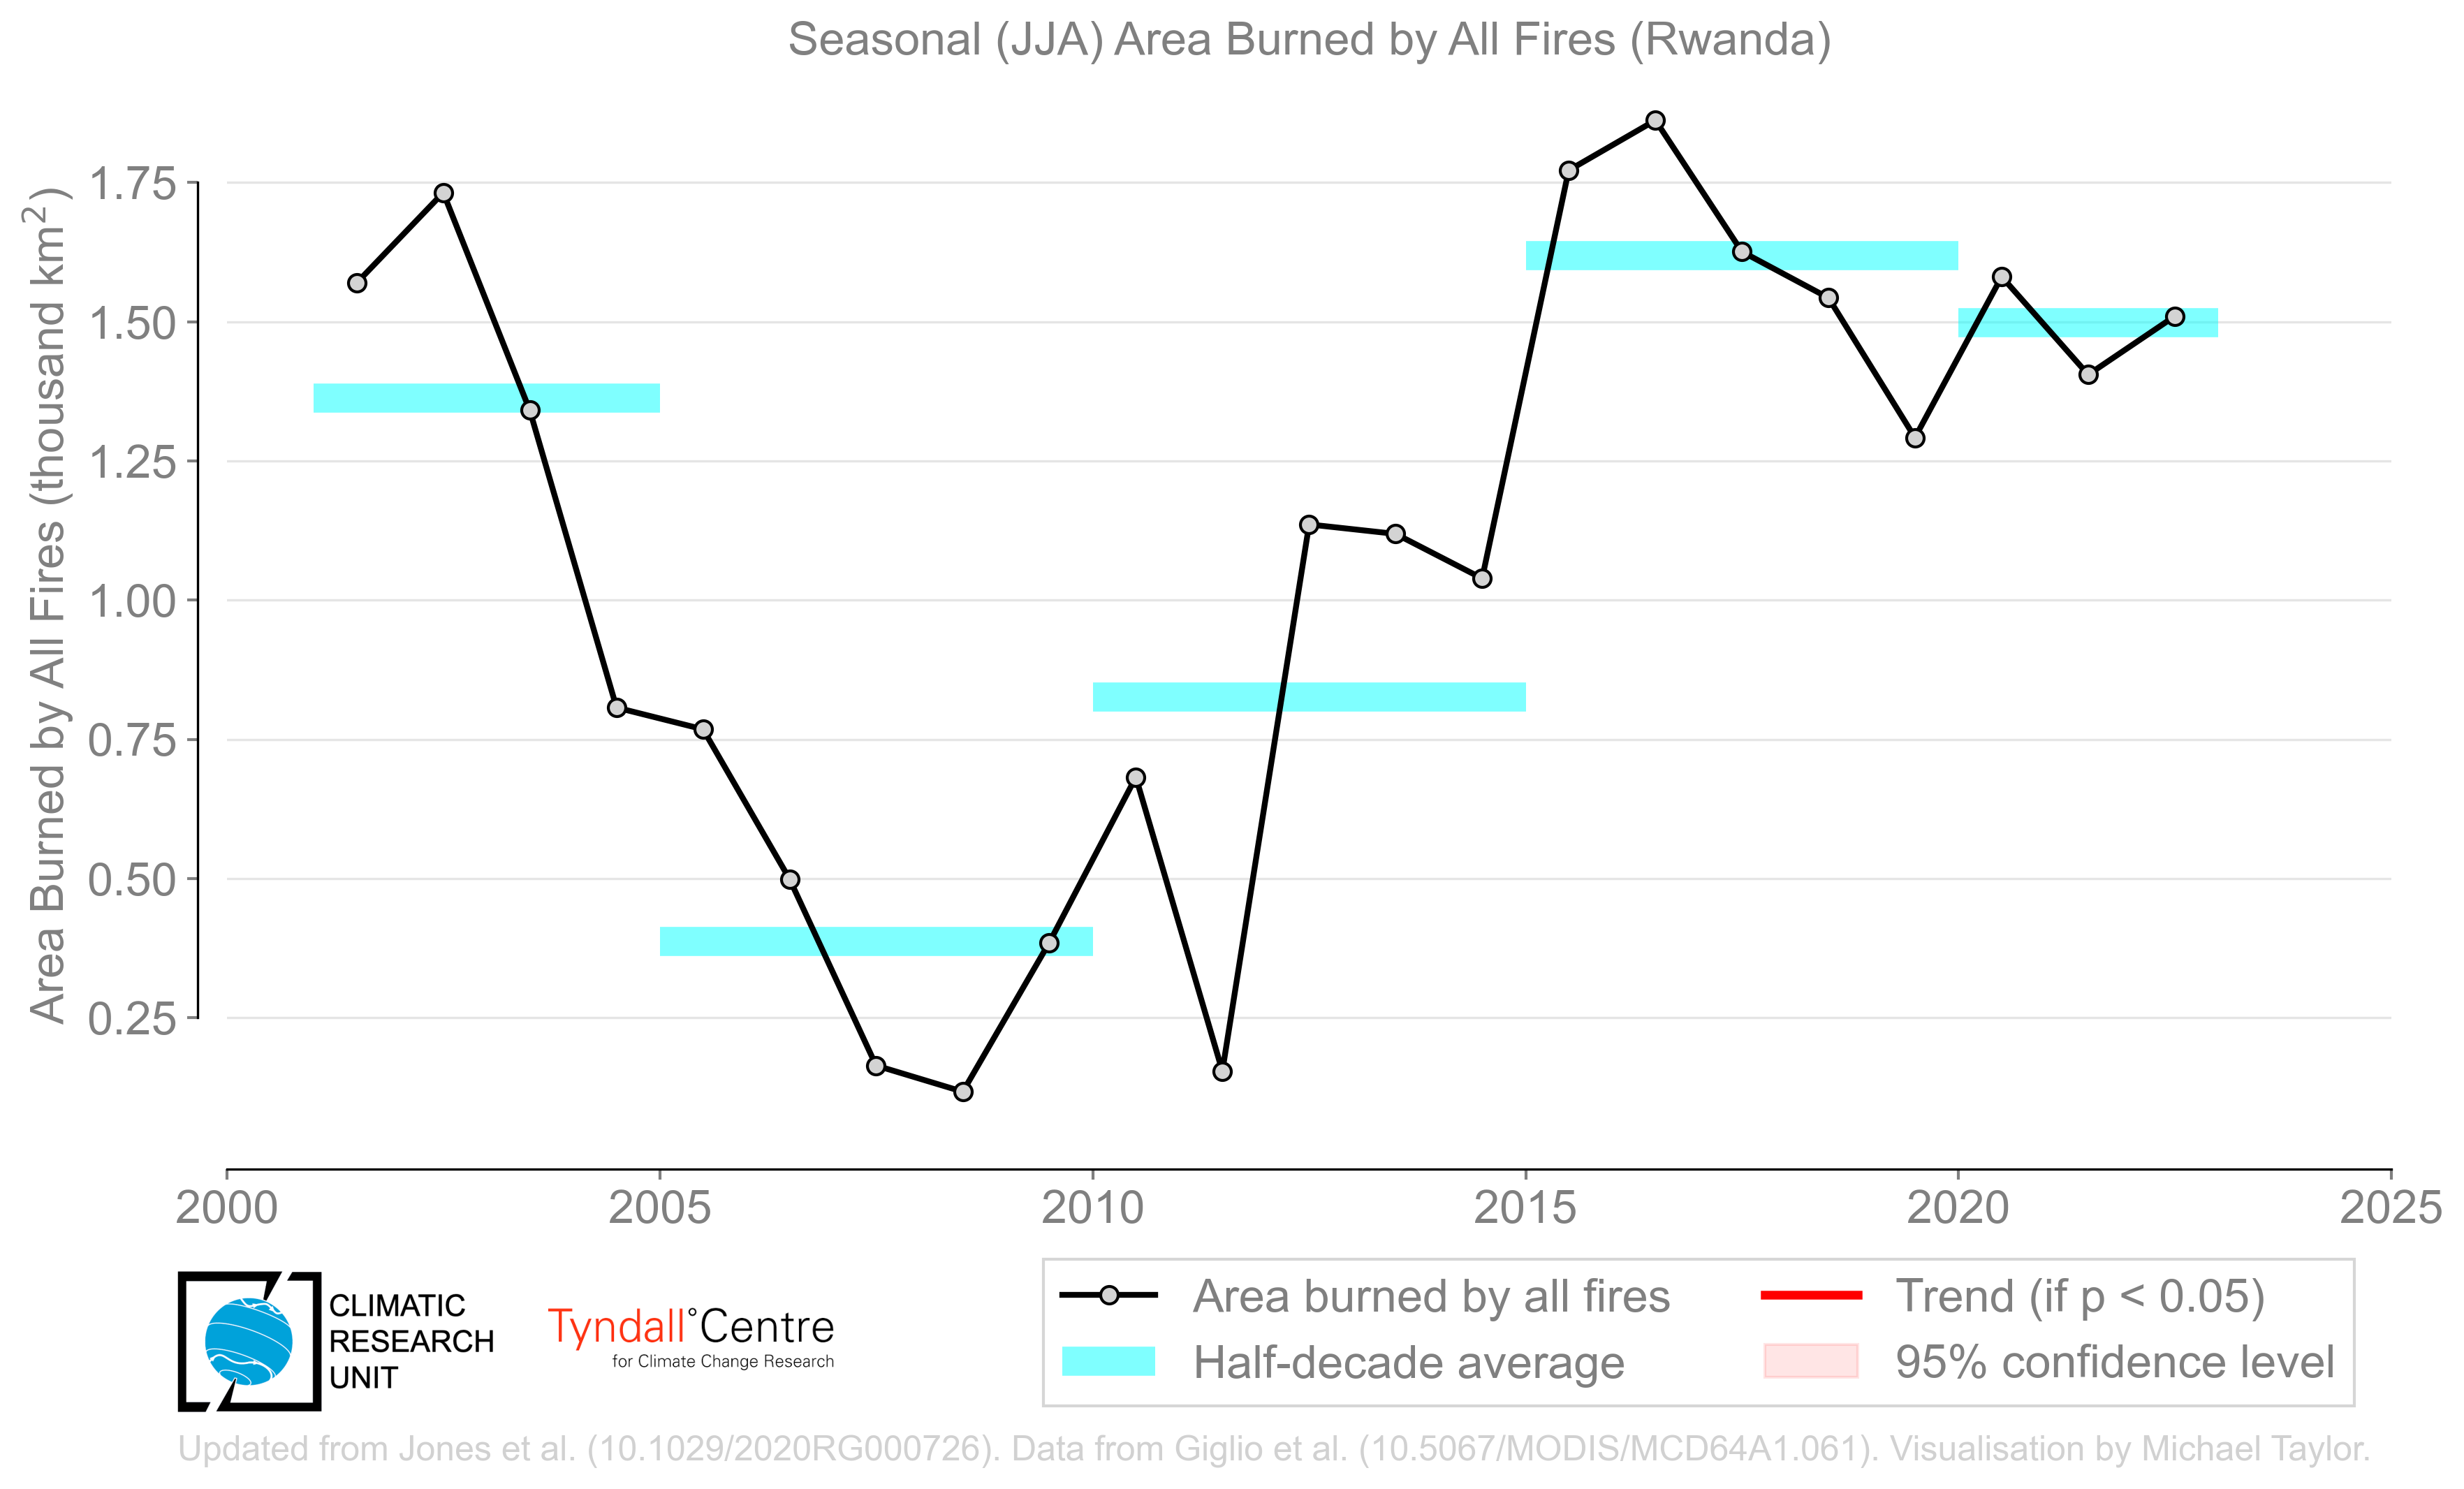 Seasonal (JJA) Area Burned by All Fires (Rwanda)
Area Burned by All Fires (thousand km²)
1.75
1.50
1.25
1.00
0.75
0.50
0.25
2000
2005
2010
2015
2020
2025
CLIMATIC
RESEARCH
UNIT
Tyndall°Centre
for Climate Change Research
Area burned by all fires
Half-decade average
Trend (if p < 0.05)
95% confidence level
Updated from Jones et al. (10.1029/2020RG000726). Data from Giglio et al. (10.5067/MODIS/MCD64A1.061). Visualisation by Michael Taylor.